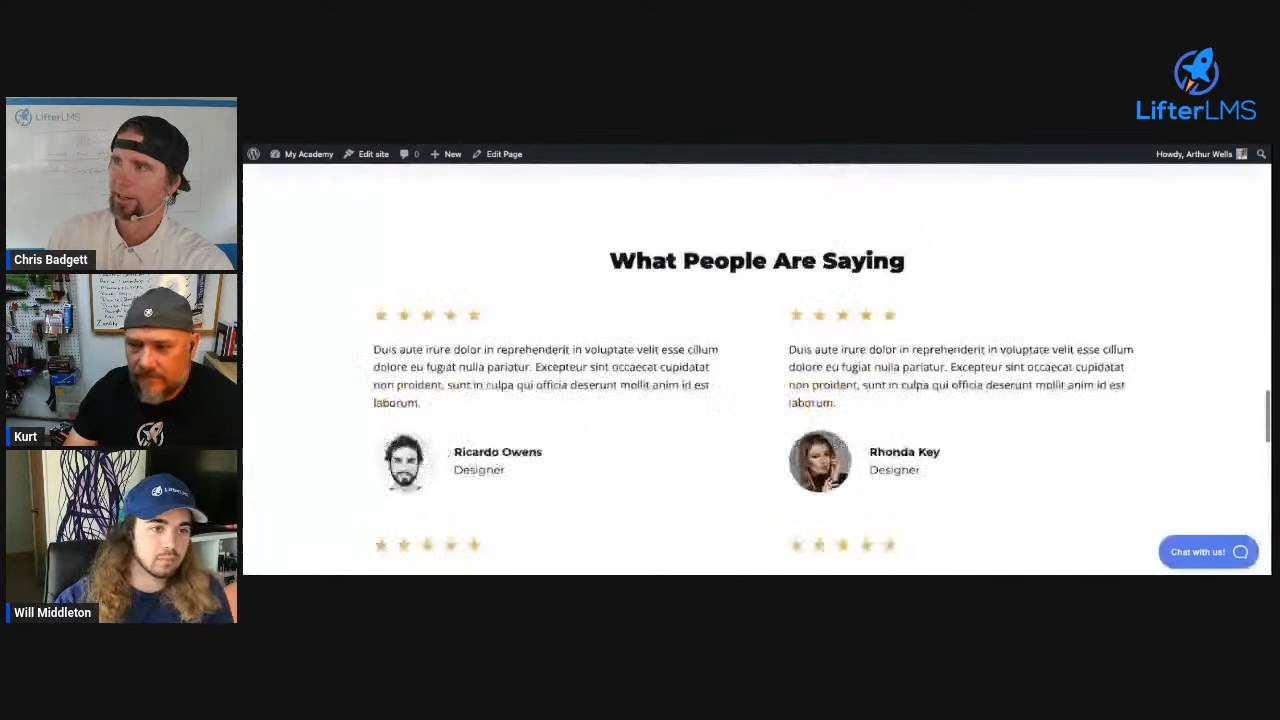 LifterLMS
LifterLMS
Chris Badgett
Kurt
LifterLMS
Will Middleton
My Academy Edit site 0 New Edit Page Howdy, Arthur Wells
What People Are Saying
Duis aute irure dolor in reprehenderit in voluptate velit esse cillum
dolore eu fugiat nulla pariatur. Excepteur sint occaecat cupidatat
non proident, sunt in culpa qui officia deserunt mollit anim id est
laborum.
Ricardo Owens
Designer
Duis aute irure dolor in reprehenderit in voluptate velit esse cillum
dolore eu fugiat nulla pariatur. Excepteur sint occaecat cupidatat
non proident, sunt in culpa qui officia deserunt mollit anim id est
laborum.
Rhonda Key
Designer
Chat with us!